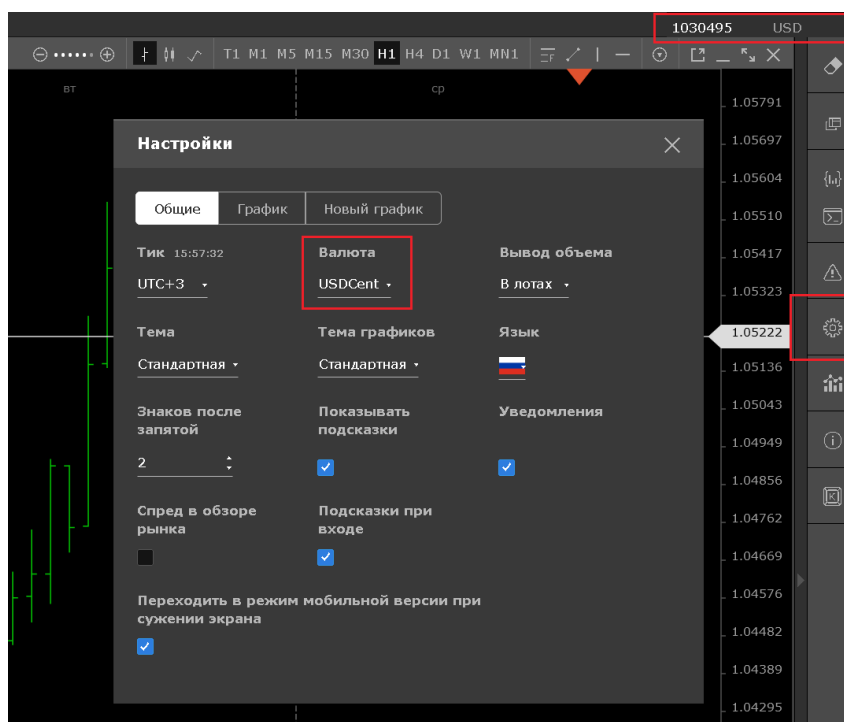 1030495 USD
T1 M1 M5 M15 M30 H1 H4 D1 W1 MN1
вт ср
1.05791
Настройки
1.05697
1.05604
Общие График Новый график
1.05510
Тик 15:57:32 Валюта Вывод объема
1.05417
UTC+3 USDCent В лотах
1.05323
Тема Тема графиков Язык
1.05222
Стандартная Стандартная
1.05136
Знаков после запятой Показывать подсказки Уведомления
1.05043
1.04949
2
1.04856
Спред в обзоре рынка Подсказки при входе
1.04762
1.04669
1.04576
Переходить в режим мобильной версии при
сужении экрана
1.04482
1.04389
1.04295